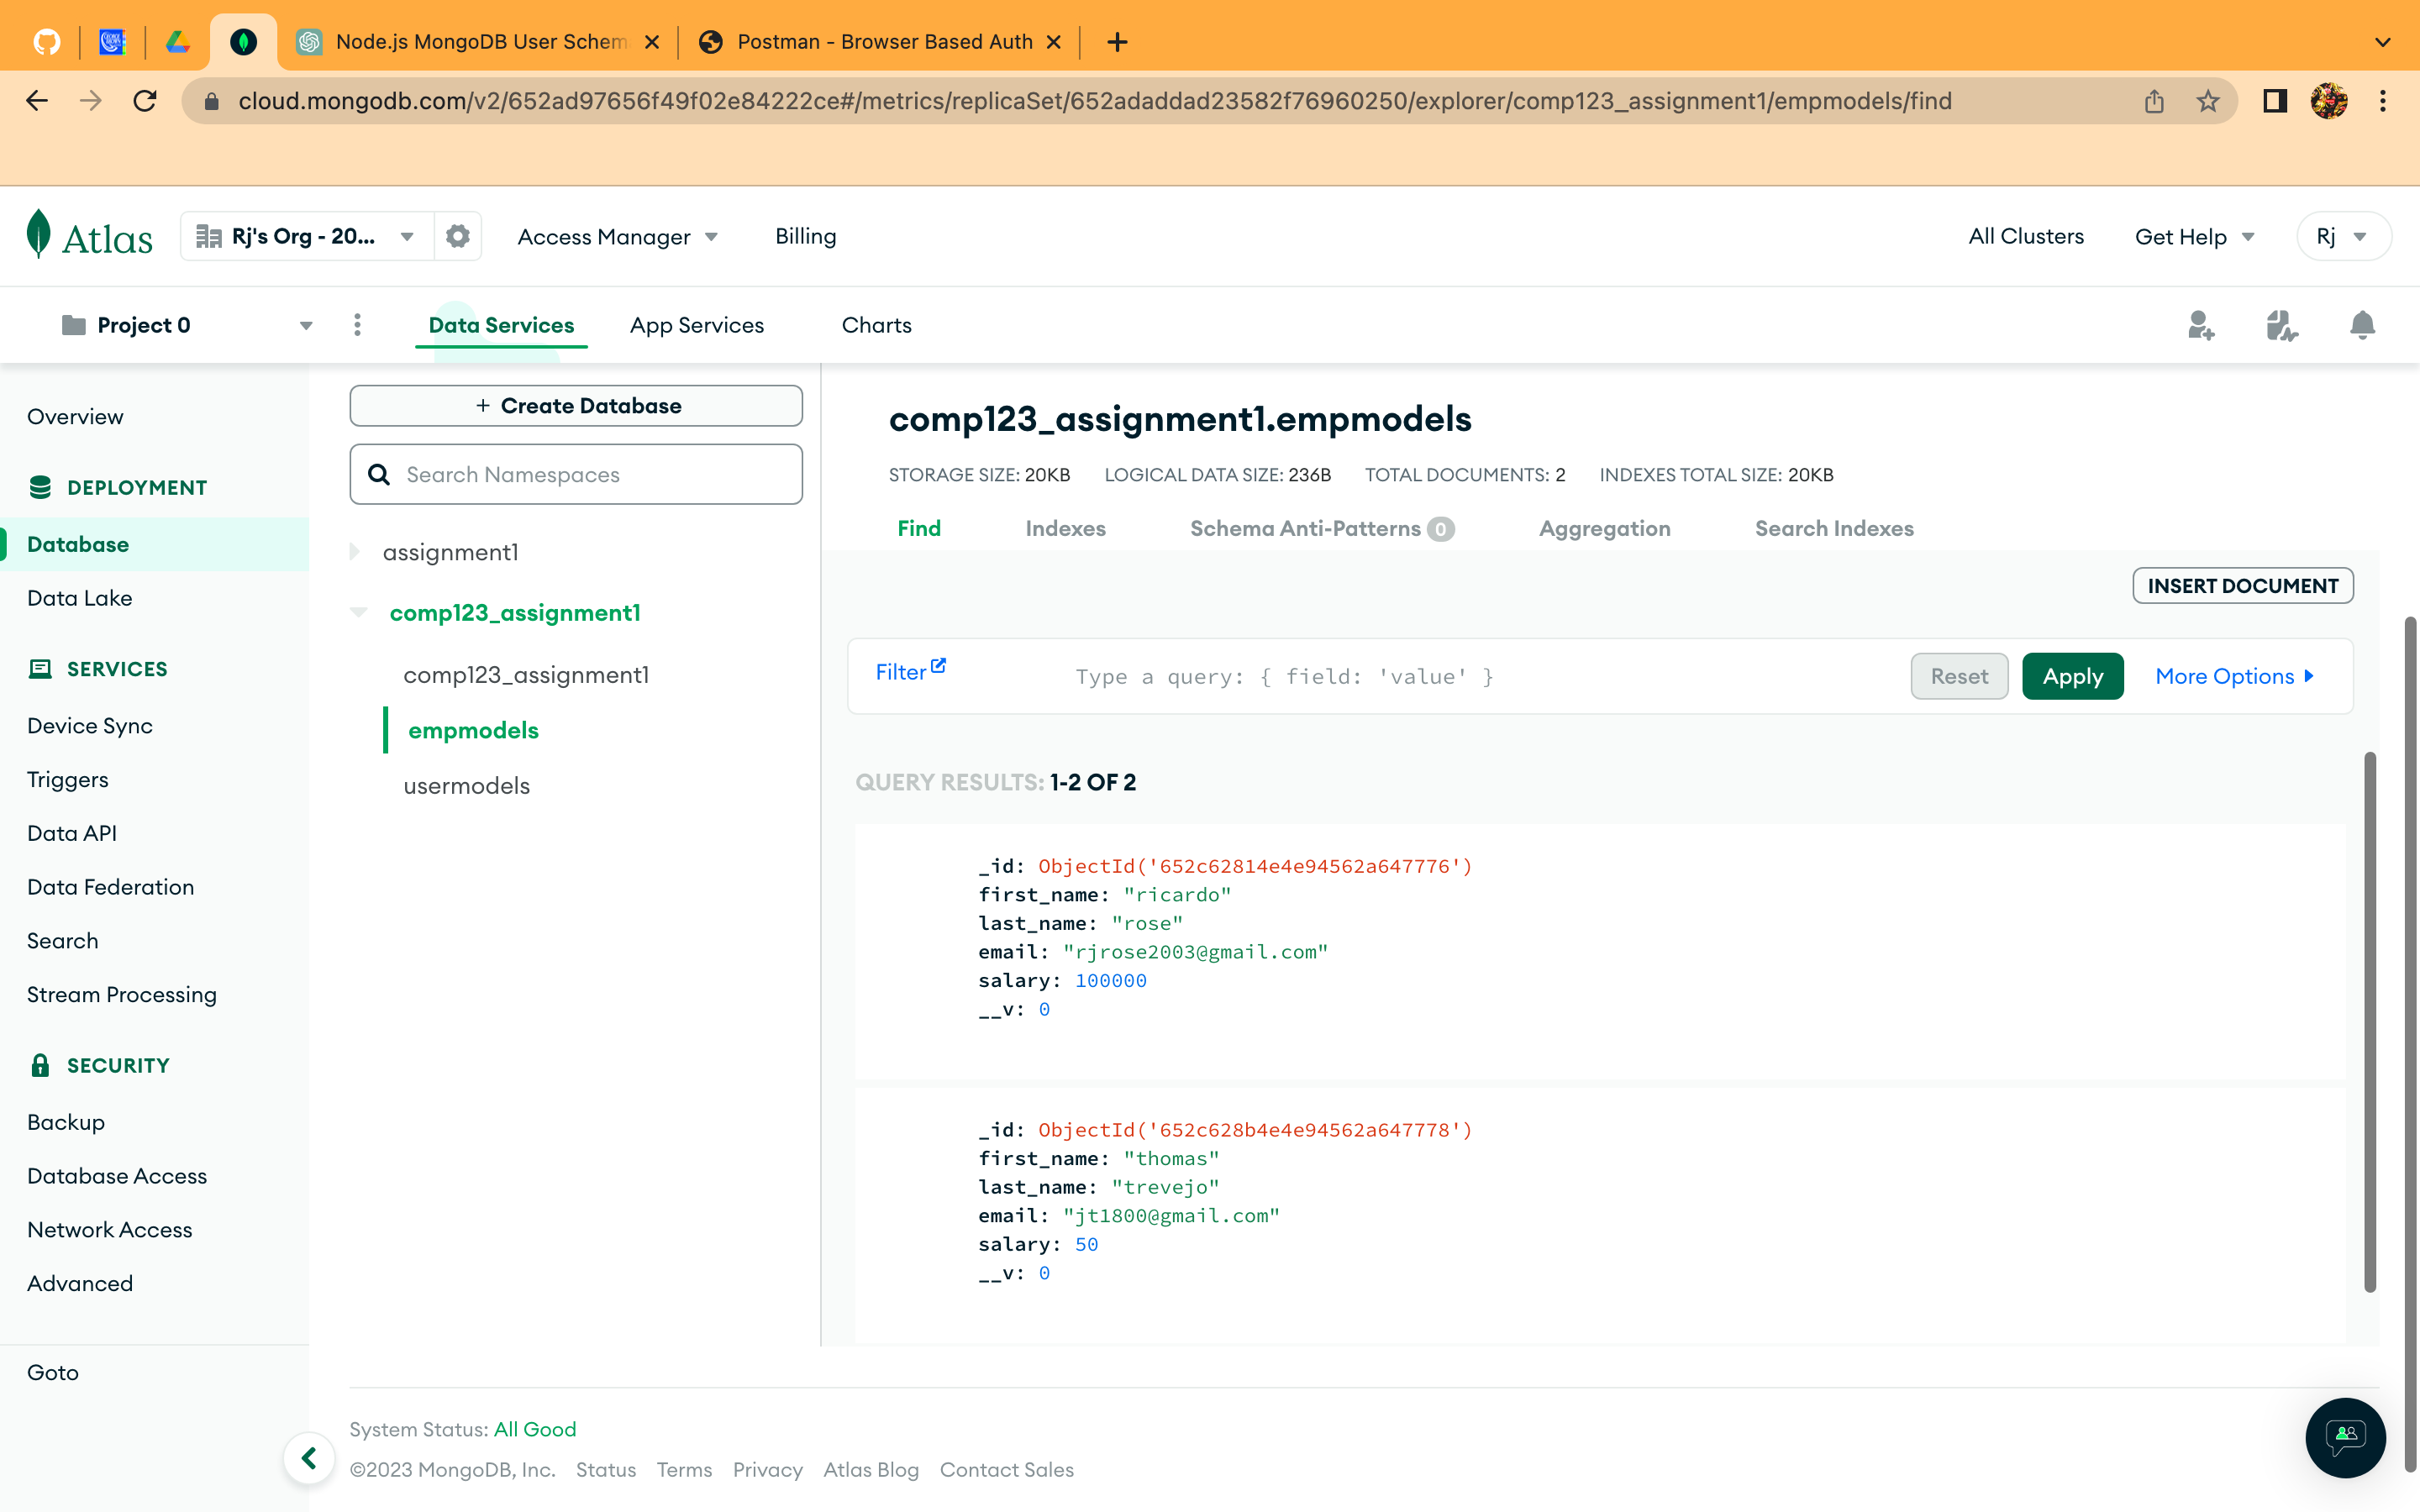 Node.js MongoDB User Schem
Postman - Browser Based Auth
cloud.mongodb.com/v2/652ad97656f49f02e84222ce#/metrics/replicaSet/652adaddad23582f76960250/explorer/comp123_assignment1/empmodels/find
Atlas
Rj's Org - 20...
Access Manager
Billing
All Clusters
Get Help
Rj
Project 0
Data Services
App Services
Charts
Overview
DEPLOYMENT
Database
Data Lake
SERVICES
Device Sync
Triggers
Data API
Data Federation
Search
Stream Processing
SECURITY
Backup
Database Access
Network Access
Advanced
Goto
+ Create Database
Search Namespaces
assignment1
comp123_assignment1
comp123_assignment1
empmodels
usermodels
comp123_assignment1.empmodels
STORAGE SIZE: 20KB LOGICAL DATA SIZE: 236B TOTAL DOCUMENTS: 2 INDEXES TOTAL SIZE: 20KB
Find Indexes Schema Anti-Patterns 0 Aggregation Search Indexes
INSERT DOCUMENT
Filter Type a query: { field: 'value' } Reset Apply More Options
QUERY RESULTS: 1-2 OF 2
_id: ObjectId('652c62814e4e94562a647776')
first_name: "ricardo"
last_name: "rose"
email: "rjrose2003@gmail.com"
salary: 100000
__v: 0
_id: ObjectId('652c628b4e4e94562a647778')
first_name: "thomas"
last_name: "trevejo"
email: "jt1800@gmail.com"
salary: 50
__v: 0
System Status: All Good
©2023 MongoDB, Inc. Status Terms Privacy Atlas Blog Contact Sales